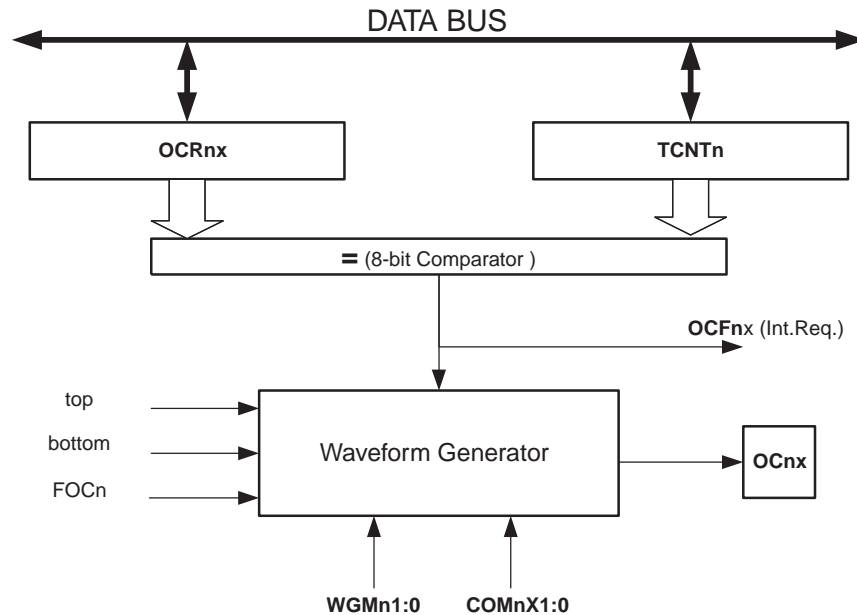 DATA BUS
OCRnx
TCNTn
= (8-bit Comparator )
OCFnx (Int.Req.)
top
bottom
FOCn
Waveform Generator
OCnx
WGMn1:0
COMnX1:0